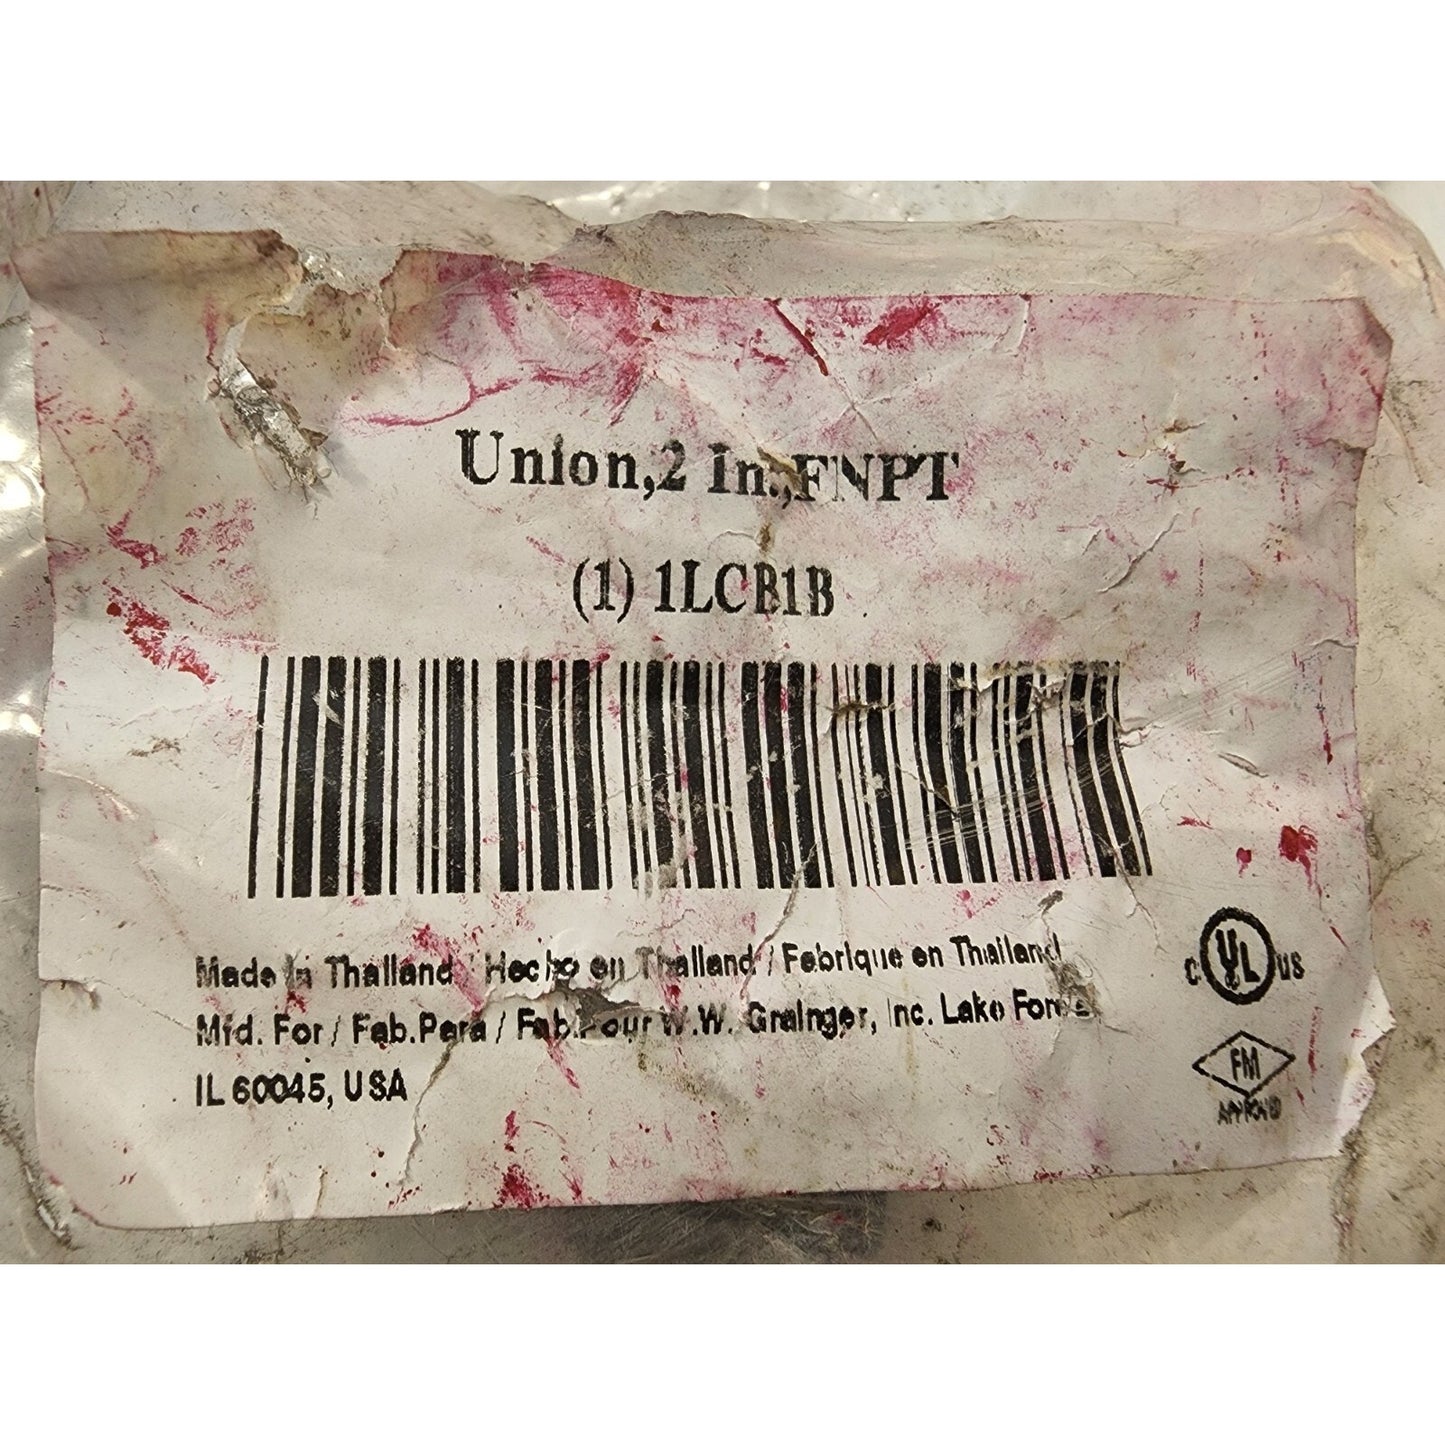 Union,2 In.,FNPT
(1) 1LCB1B
Made in Thailand / Hecho en Thailand / Fabrique en Thailand
Mfd. For / Fab.Para / Fab.Pour W.W. Grainger, Inc. Lake Forest
IL 60045, USA
C UL US
FM
APPROVED